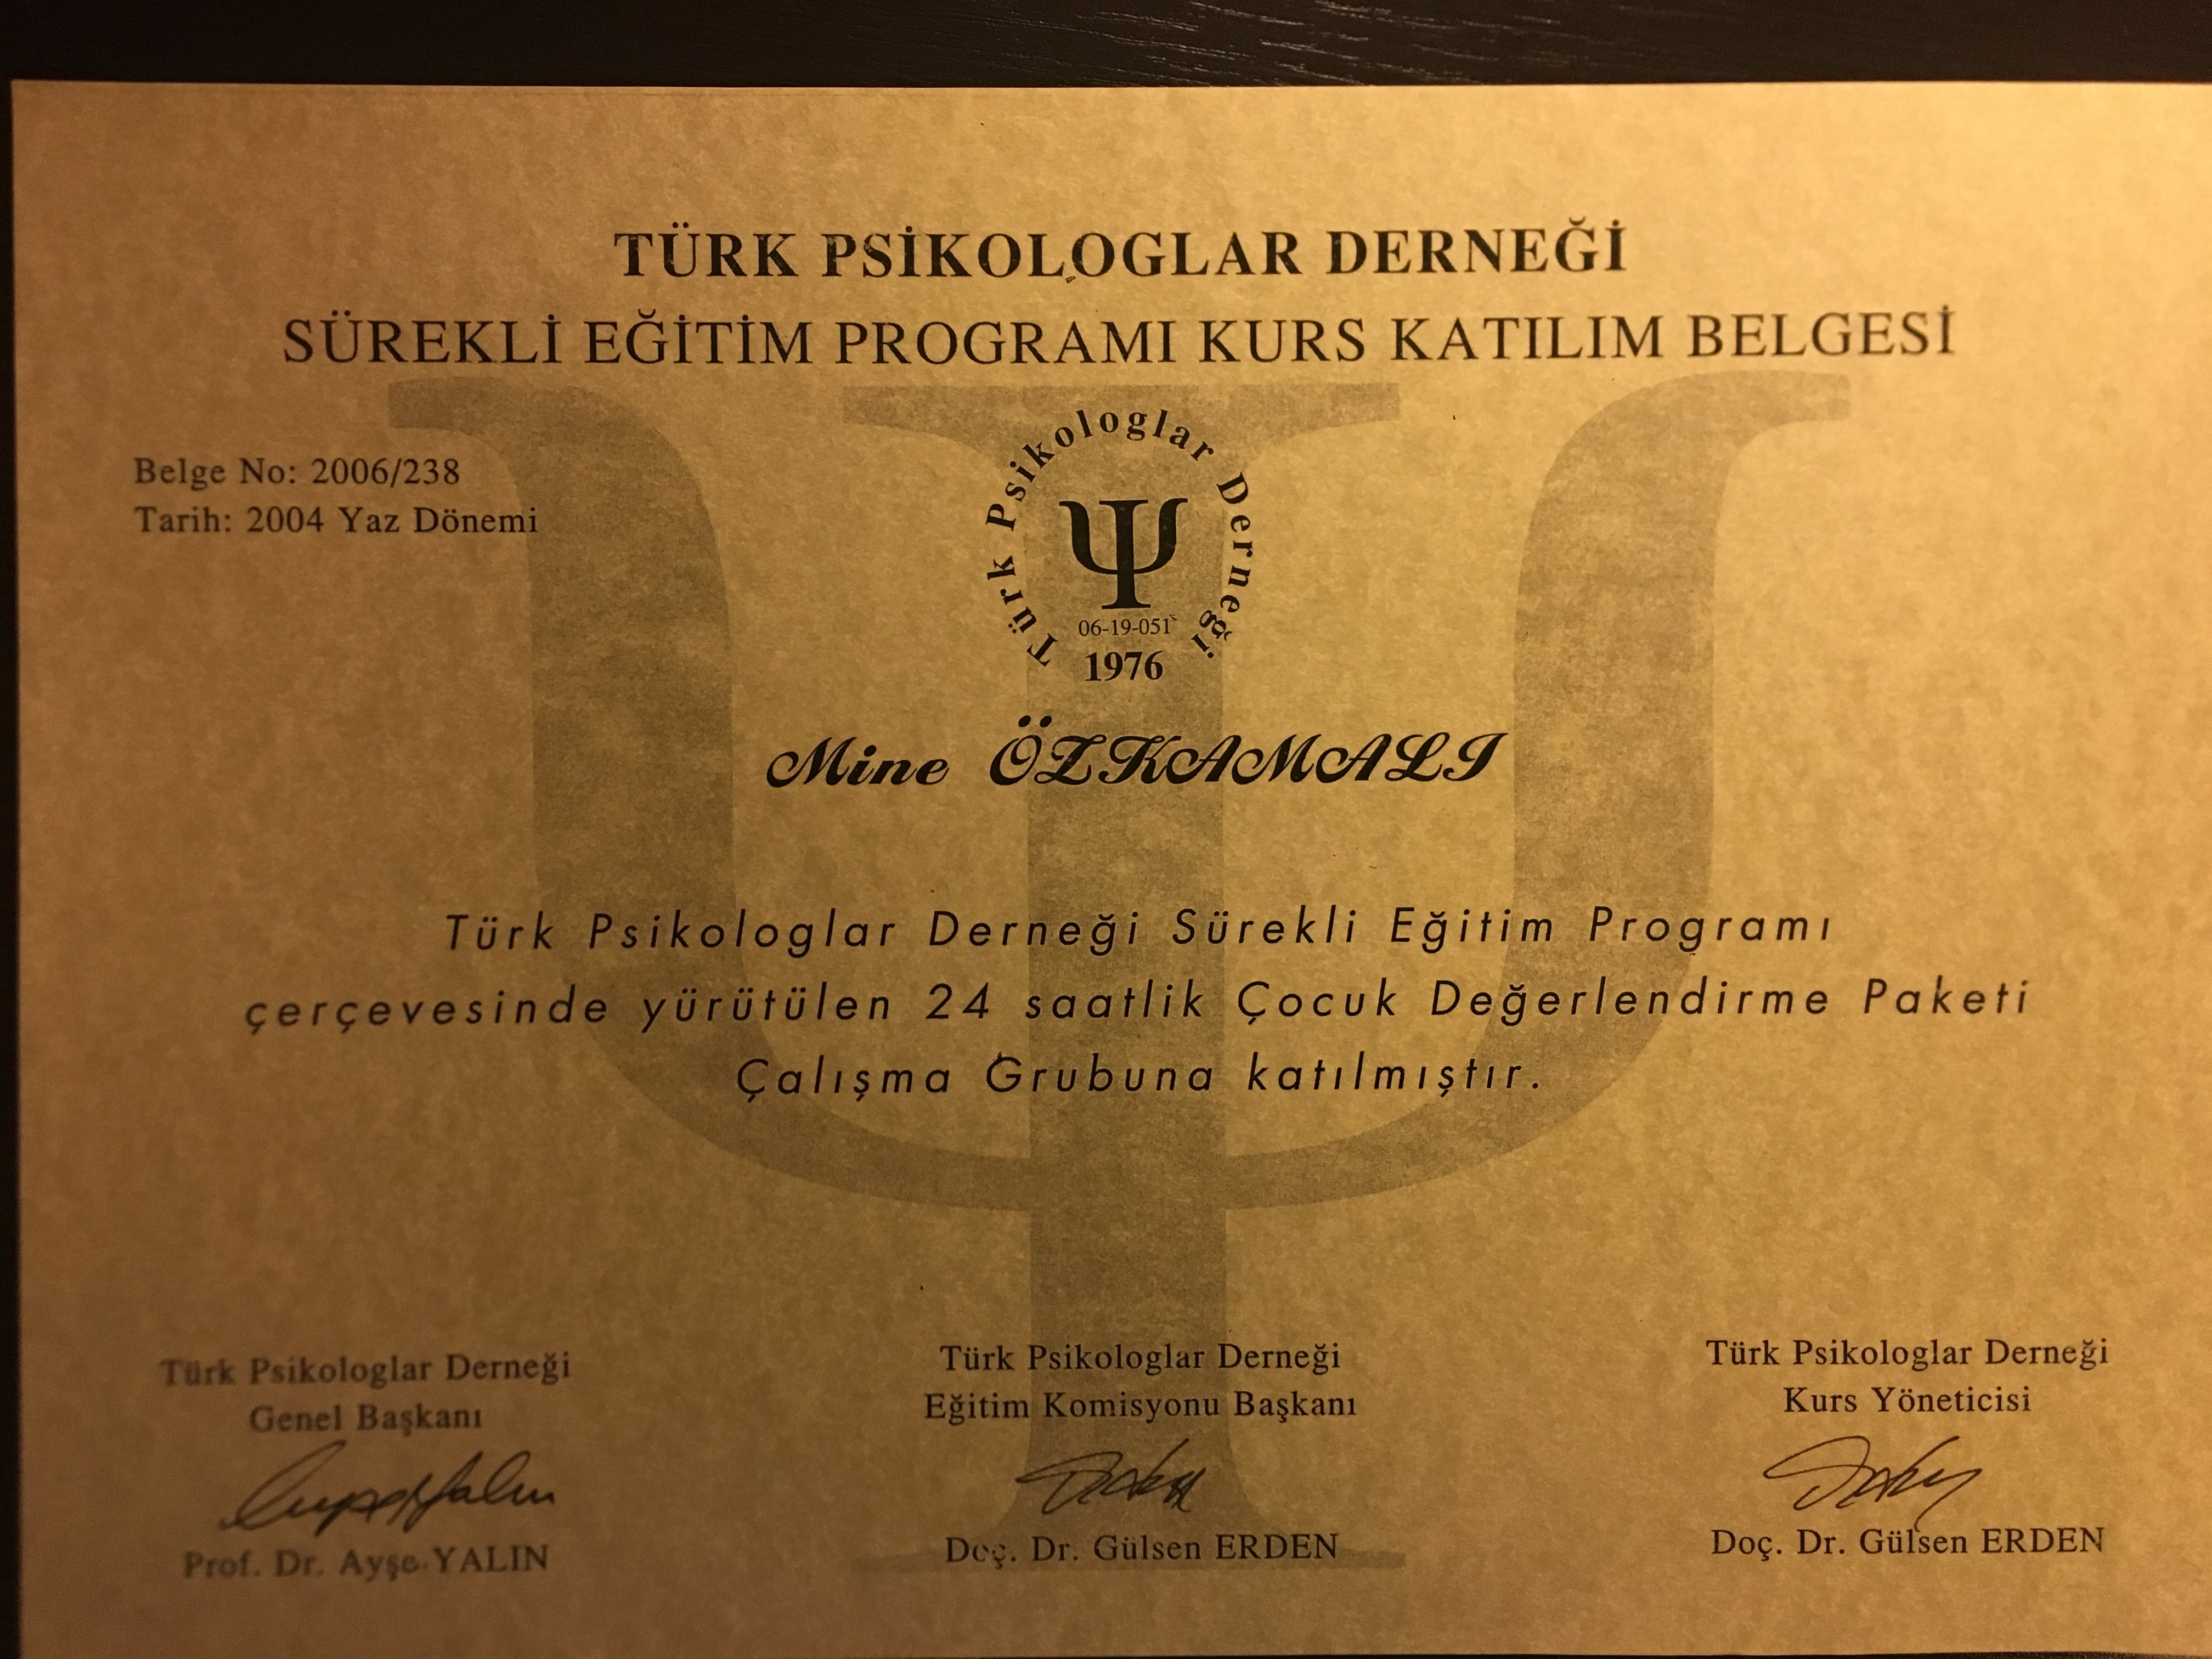 TÜRK PSİKOLOGLAR DERNEĞİ
SÜREKLİ EĞİTİM PROGRAMI KURS KATILIM BELGESİ
Belge No: 2006/238
Tarih: 2004 Yaz Dönemi
Türk Psikologlar Derneği
Ψ
06-19-051
1976
Mine ÖZKAMALI
Türk Psikologlar Derneği Sürekli Eğitim Programı
çerçevesinde yürütülen 24 saatlik Çocuk Değerlendirme Paketi
Çalışma Grubuna katılmıştır.
Türk Psikologlar Derneği
Genel Başkanı
Prof. Dr. Ayşe YALIN
Türk Psikologlar Derneği
Eğitim Komisyonu Başkanı
Doç. Dr. Gülsen ERDEN
Türk Psikologlar Derneği
Kurs Yöneticisi
Doç. Dr. Gülsen ERDEN